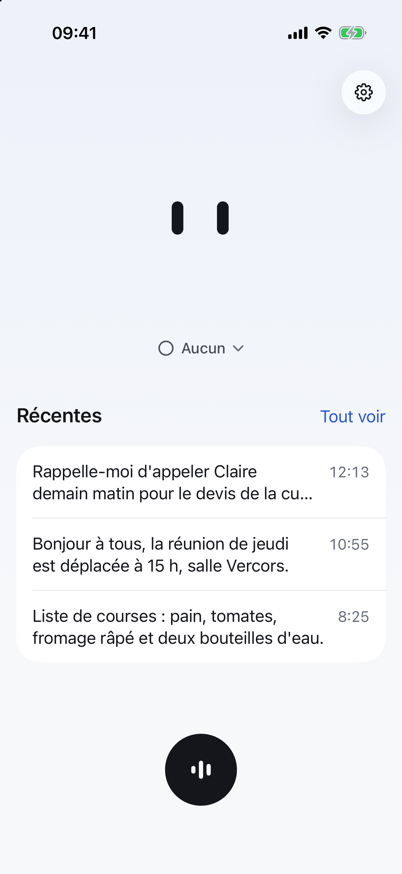 09:41
Aucun
Récentes
Tout voir
Rappelle-moi d'appeler Claire
12:13
demain matin pour le devis de la cu...
Bonjour à tous, la réunion de jeudi
10:55
est déplacée à 15 h, salle Vercors.
Liste de courses : pain, tomates,
8:25
fromage râpé et deux bouteilles d'eau.